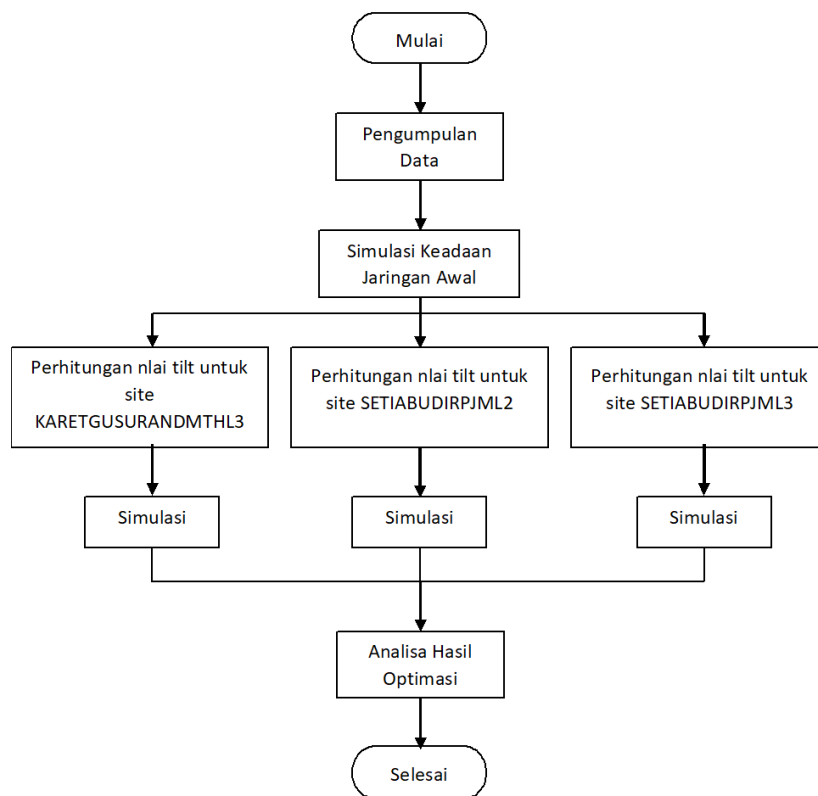 Mulai
Pengumpulan
Data
Simulasi Keadaan
Jaringan Awal
Perhitungan nlai tilt untuk
site
KARETGUSURANDMTHL3
Perhitungan nlai tilt untuk
site SETIABUDIRPJML2
Perhitungan nlai tilt untuk
site SETIABUDIRPJML3
Simulasi
Simulasi
Simulasi
Analisa Hasil
Optimasi
Selesai